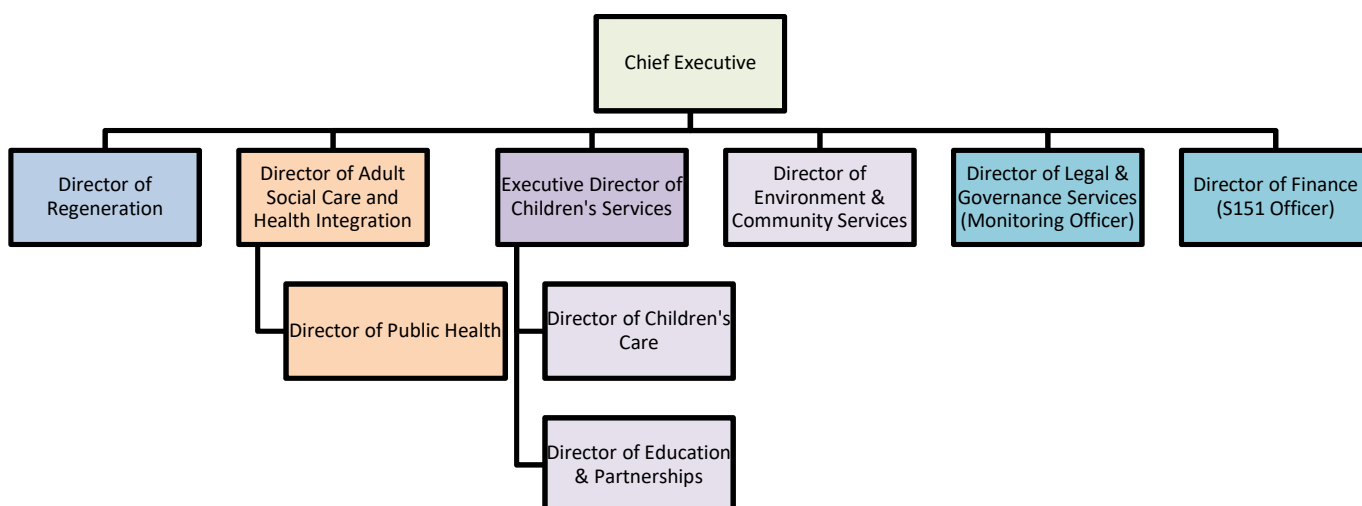 Chief Executive
Director of
Regeneration
Director of Adult
Social Care and
Health Integration
Executive Director of
Children's Services
Director of
Environment &
Community Services
Director of Legal &
Governance Services
(Monitoring Officer)
Director of Finance
(S151 Officer)
Director of Public Health
Director of Children's
Care
Director of Education
& Partnerships